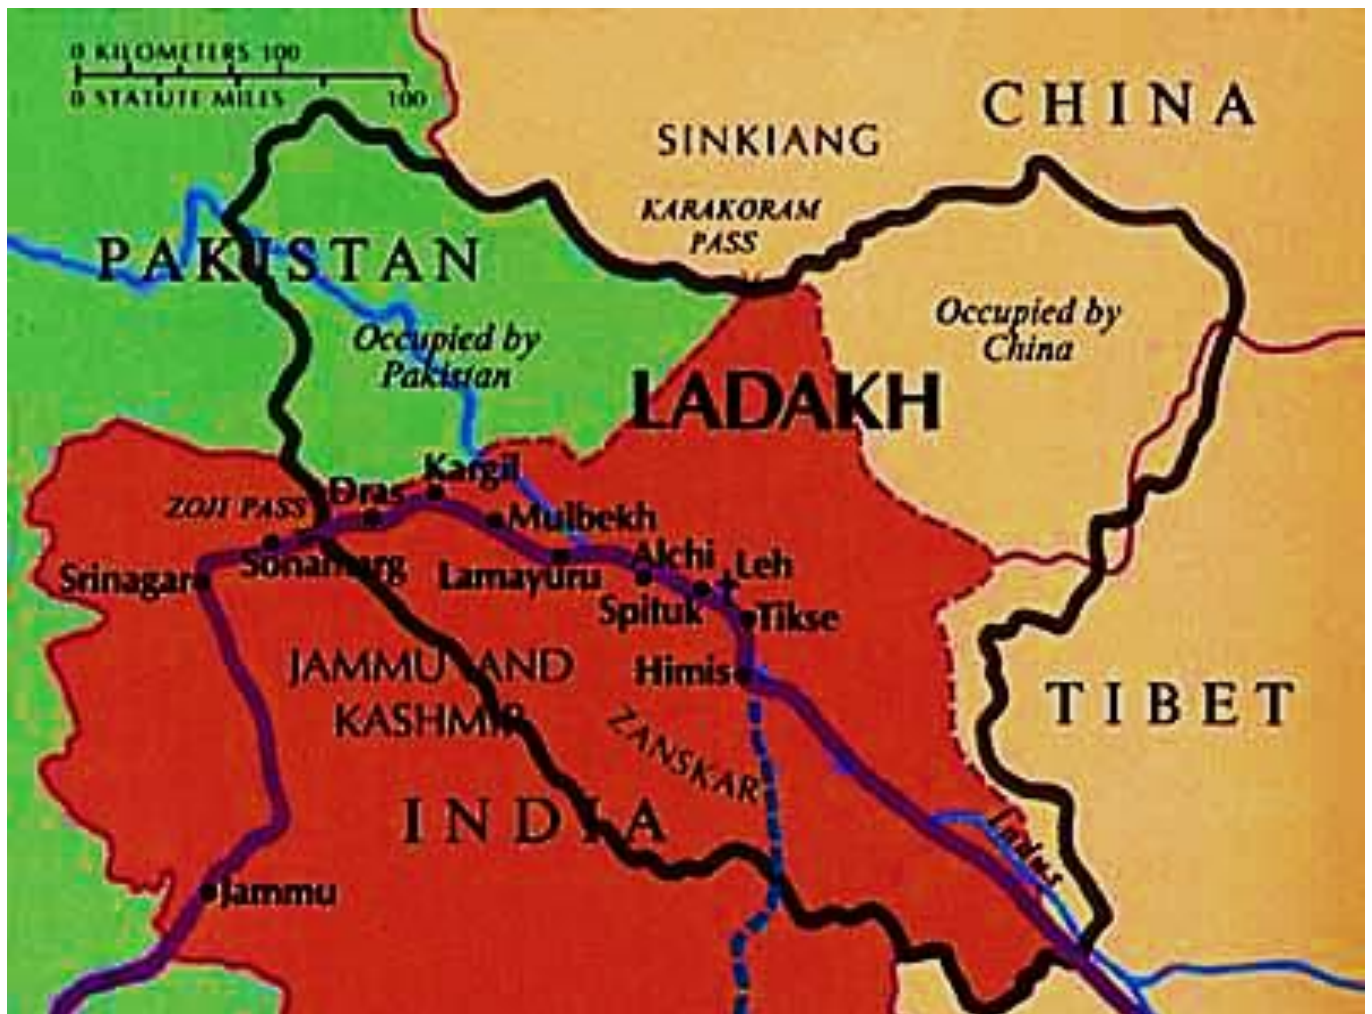 0 KILOMETERS 100
0 STATUTE MILES 100
CHINA
SINKIANG
KARAKORAM
PASS
PAKISTAN
Occupied by
Pakistan
Occupied by
China
LADAKH
Kargil
Dras
ZOJI PASS
Mulbekh
Sonamarg
Srinagar
Lamayuru
Alchi
Leh
Spituk
Tikse
Himis
JAMMU AND
KASHMIR
ZANSKAR
TIBET
INDIA
Indus
Jammu